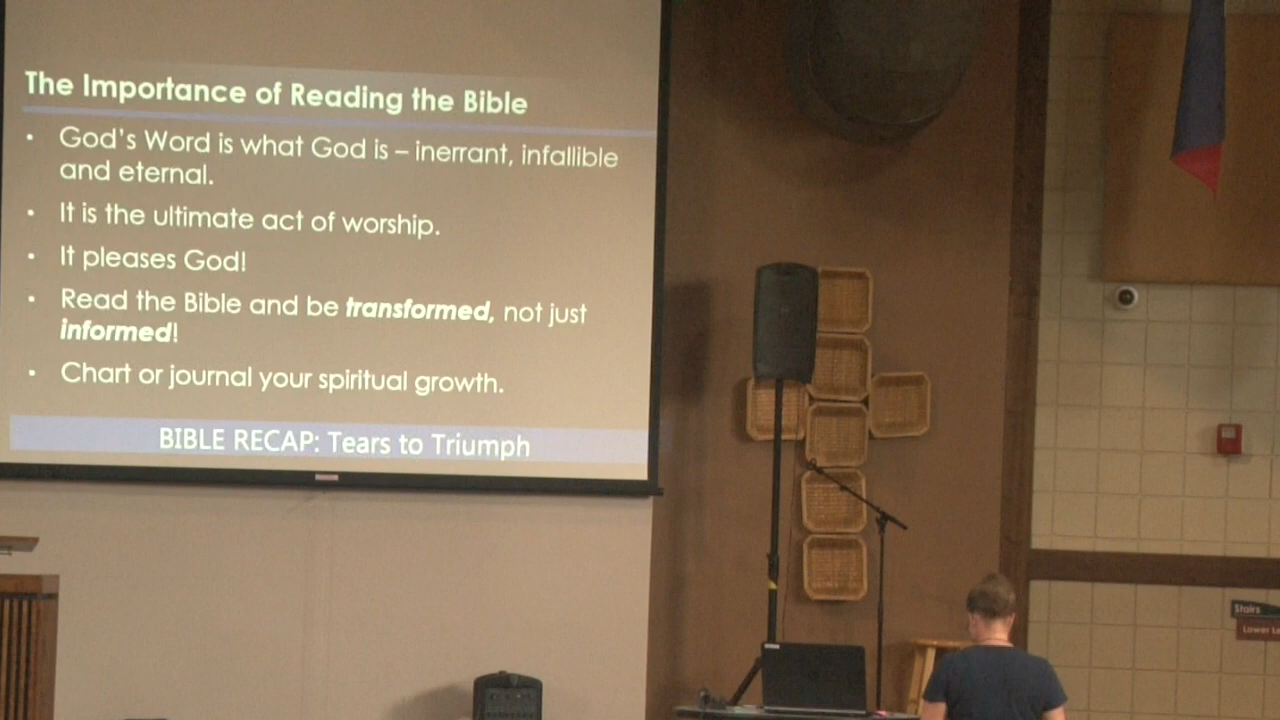 The Importance of Reading the Bible
• God's Word is what God is – inerrant, infallible
and eternal.
• It is the ultimate act of worship.
• It pleases God!
• Read the Bible and be transformed, not just
informed!
• Chart or journal your spiritual growth.
BIBLE RECAP: Tears to Triumph
Stairs
Lower